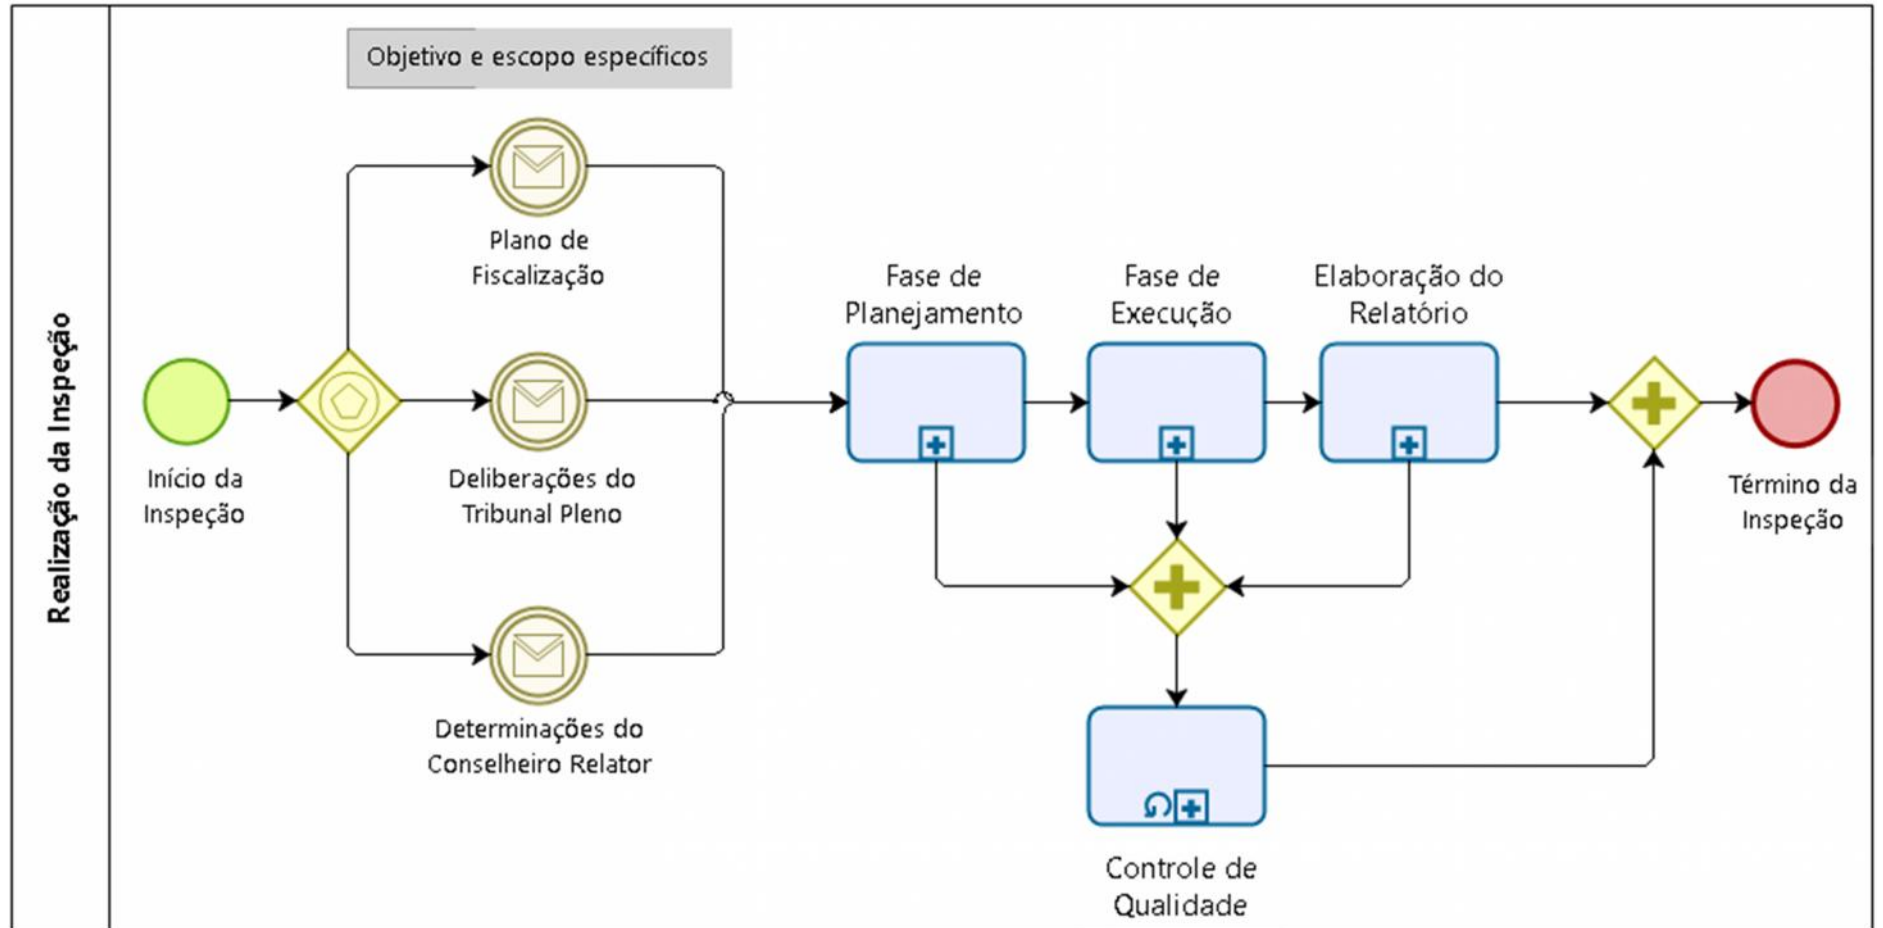 Realização da Inspeção
Objetivo e escopo específicos
Plano de
Fiscalização
Início da
Inspeção
Deliberações do
Tribunal Pleno
Determinações do
Conselheiro Relator
Fase de
Planejamento
Fase de
Execução
Elaboração do
Relatório
Término da
Inspeção
Controle de
Qualidade